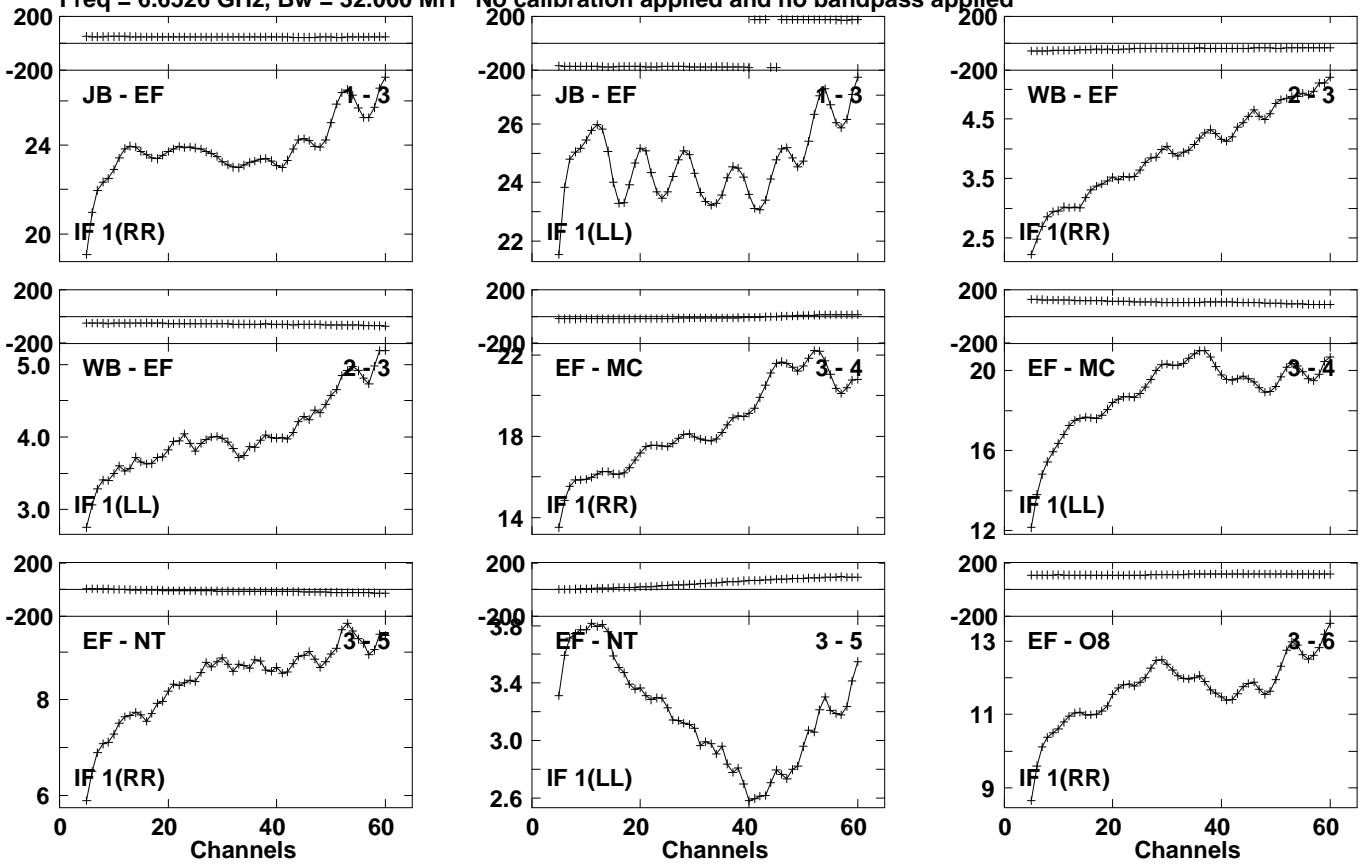 Freq = 6.6526 GHz, Bw = 32.000 MH No calibration applied and no bandpass applied
200
-200
JB - EF
1 - 3
24
20
IF 1(RR)
200
-200
JB - EF
1 - 3
26
24
22
IF 1(LL)
200
-200
WB - EF
2 - 3
4.5
3.5
2.5
IF 1(RR)
200
-200
WB - EF
2 - 3
5.0
4.0
3.0
IF 1(LL)
200
-200
EF - MC
3 - 4
22
18
14
IF 1(RR)
200
-200
EF - MC
3 - 4
20
16
12
IF 1(LL)
200
-200
EF - NT
3 - 5
8
6
IF 1(RR)
0 20 40 60
Channels
200
-200
EF - NT
3 - 5
3.8
3.4
3.0
2.6
IF 1(LL)
0 20 40 60
Channels
200
-200
EF - O8
3 - 6
13
11
9
IF 1(RR)
0 20 40 60
Channels